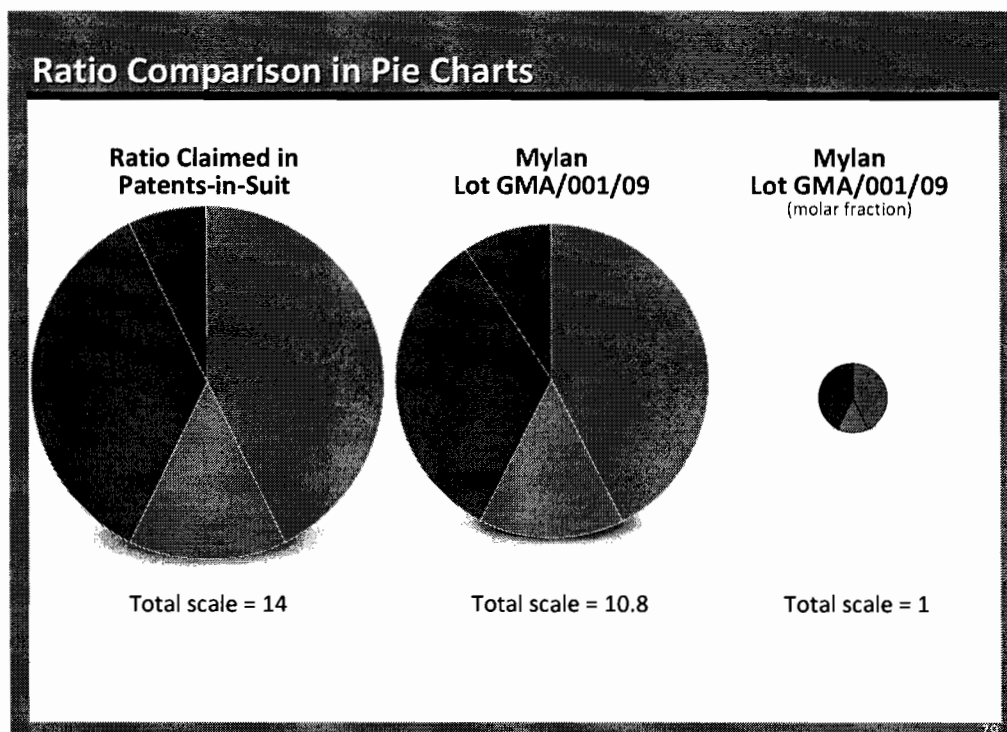 Ratio Comparison in Pie Charts
Ratio Claimed in
Patents-in-Suit
Mylan
Lot GMA/001/09
Mylan
Lot GMA/001/09
(molar fraction)
Total scale = 14
Total scale = 10.8
Total scale = 1